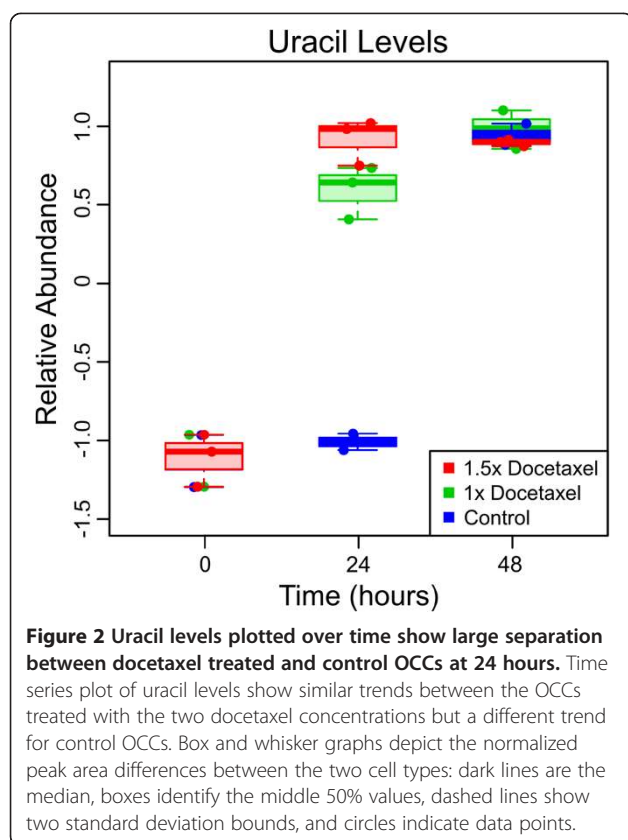 Uracil Levels
Relative Abundance
1.0
0.5
0
-0.5
-1.0
-1.5
1.5x Docetaxel
1x Docetaxel
Control
0 24 48
Time (hours)
Figure 2 Uracil levels plotted over time show large separation
between docetaxel treated and control OCCs at 24 hours. Time
series plot of uracil levels show similar trends between the OCCs
treated with the two docetaxel concentrations but a different trend
for control OCCs. Box and whisker graphs depict the normalized
peak area differences between the two cell types: dark lines are the
median, boxes identify the middle 50% values, dashed lines show
two standard deviation bounds, and circles indicate data points.